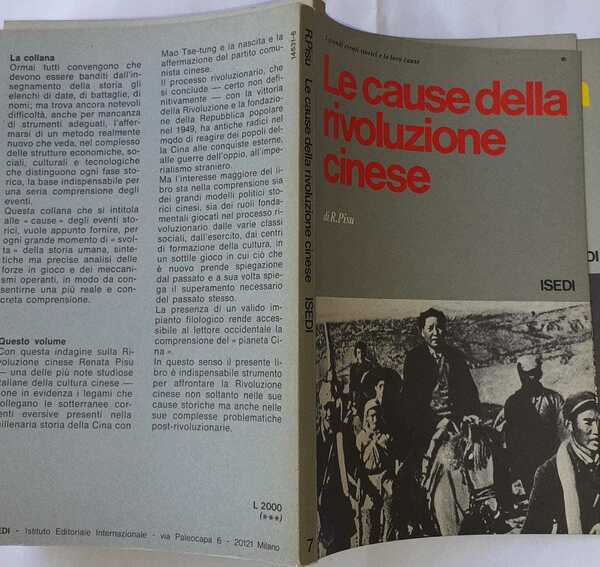 La collana
Ormai tutti convengono che
devono essere banditi dall'in-
segnamento della storia gli
elenchi di date, di battaglie, di
nomi; ma trova ancora notevoli
difficoltà, anche per mancanza
di strumenti adeguati, l'affer-
marsi di un metodo realmente
nuovo che veda, nel complesso
delle strutture economiche, so-
ciali, culturali e tecnologiche
che distinguono ogni fase sto-
rica, la base indispensabile per
una seria comprensione degli
eventi.
Questa collana che si intitola
alle « cause » degli eventi sto-
rici, vuole appunto fornire, per
ogni grande momento di « svol-
ta » della storia umana, sinte-
tiche ma precise analisi delle
forze in gioco e dei meccani-
smi operanti, in modo da con-
sentirne una più reale e con-
creta comprensione.
Questo volume
Con questa indagine sulla Ri-
voluzione cinese Renata Pisu
— una delle più note studiose
italiane della cultura cinese —
pone in evidenza i legami che
collegano le sotterranee cor-
renti eversive presenti nella
millenaria storia della Cina con
Mao Tse-tung e la nascita e la
affermazione del partito comu-
nista cinese.
Il processo rivoluzionario, che
si conclude — certo non defi-
nitivamente — con la vittoria
della Rivoluzione e la fondazio-
ne della Repubblica popolare
nel 1949, ha antiche radici nel
modo di reagire dei popoli del-
la Cina alle conquiste esterne,
alle guerre dell'oppio, all'im-
perialismo straniero.
Ma l'interesse maggiore del li-
bro sta nella comprensione sia
dei grandi modelli politici sto-
rici cinesi, sia dei ruoli fonda-
mentali giocati nel processo ri-
voluzionario dalle varie classi
sociali, dall'esercito, dai centri
di formazione della cultura, in
un sottile gioco in cui ciò che
è nuovo prende spiegazione
dal passato e a sua volta spie-
ga il superamento necessario
del passato stesso.
La presenza di un valido im-
pianto filologico rende acces-
sibile al lettore occidentale la
comprensione del « pianeta Ci-
na ».
In questo senso il presente li-
bro è indispensabile strumento
per affrontare la Rivoluzione
cinese non soltanto nelle sue
cause storiche ma anche nelle
sue complesse problematiche
post-rivoluzionarie.
L 2000
(***)
EDI - Istituto Editoriale Internazionale - via Paleocapa 6 - 20121 Milano
14531-6
R.Pisu Le cause della rivoluzione cinese ISEDI
7
i grandi eventi storici e le loro cause
Le cause della
rivoluzione
cinese
di R.Pisu
ISEDI
EDI